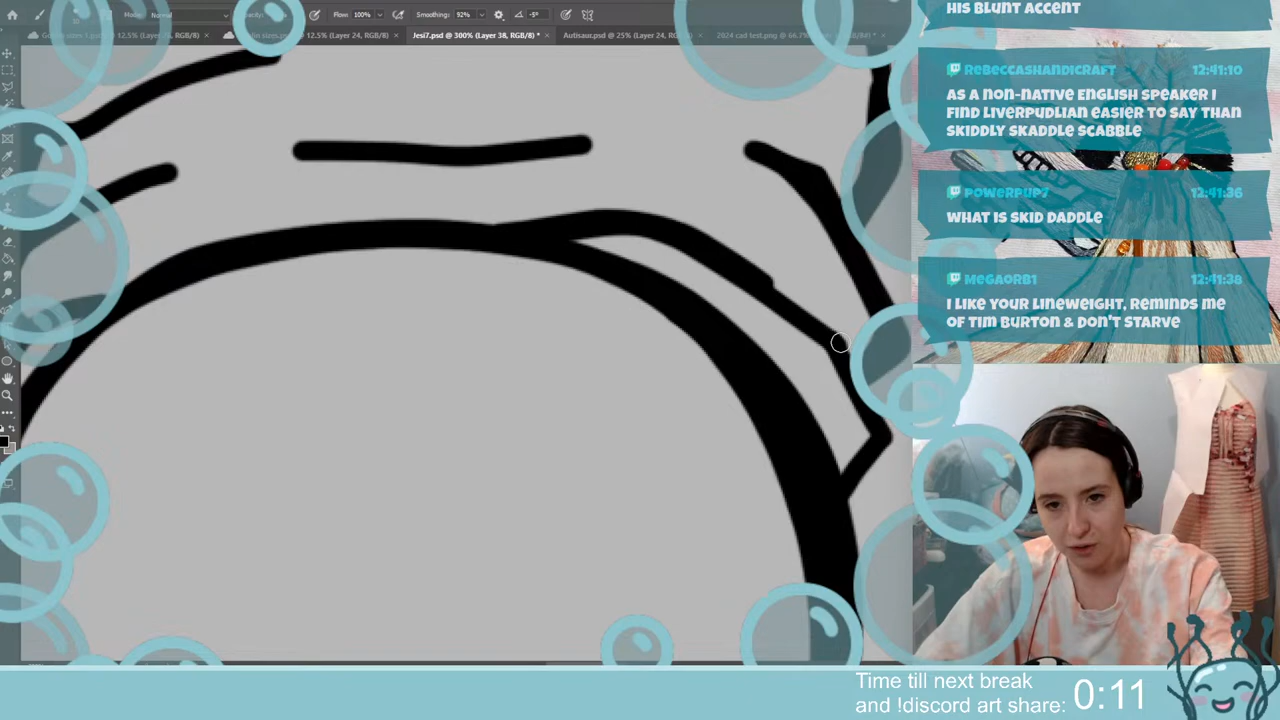 Mode: Normal
Flow: 100%
Smoothing: 92%
-5°
Jesi7.psd @ 300% (Layer 38, RGB/8) *
Autisaur.psd @ 25% (Layer 24, RGB/8)
HIS BLUNT ACCENT
REBECCASHANDICRAFT 12:41:10
AS A NON-NATIVE ENGLISH SPEAKER I
FIND LIVERPUDLIAN EASIER TO SAY THAN
SKIDDLY SKADDLE SCABBLE
POWERPUP7 12:41:36
WHAT IS SKID DADDLE
MEGAORB1 12:41:38
I LIKE YOUR LINEWEIGHT, REMINDS ME
OF TIM BURTON & DON'T STARVE
Time till next break
and !discord art share: 0:11